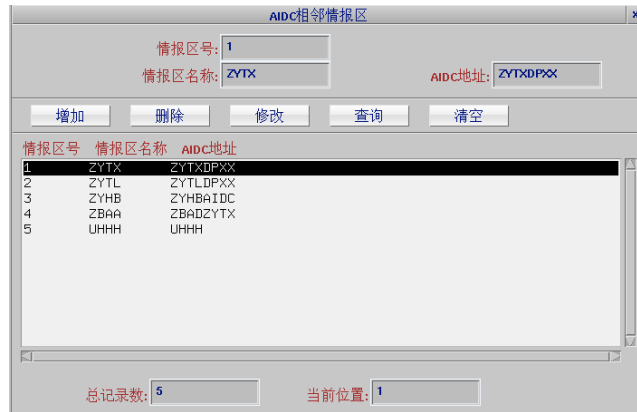 AIDC相邻情报区
情报区号: 1
情报区名称: ZYTX AIDC地址: ZYTXDPXX
增加 删除 修改 查询 清空
情报区号 情报区名称 AIDC地址
1 ZYTX ZYTXDPXX
2 ZYTL ZYTLDPXX
3 ZYHB ZYHBAIDC
4 ZBAA ZBADZYTX
5 UHHH UHHH
总记录数: 5 当前位置: 1